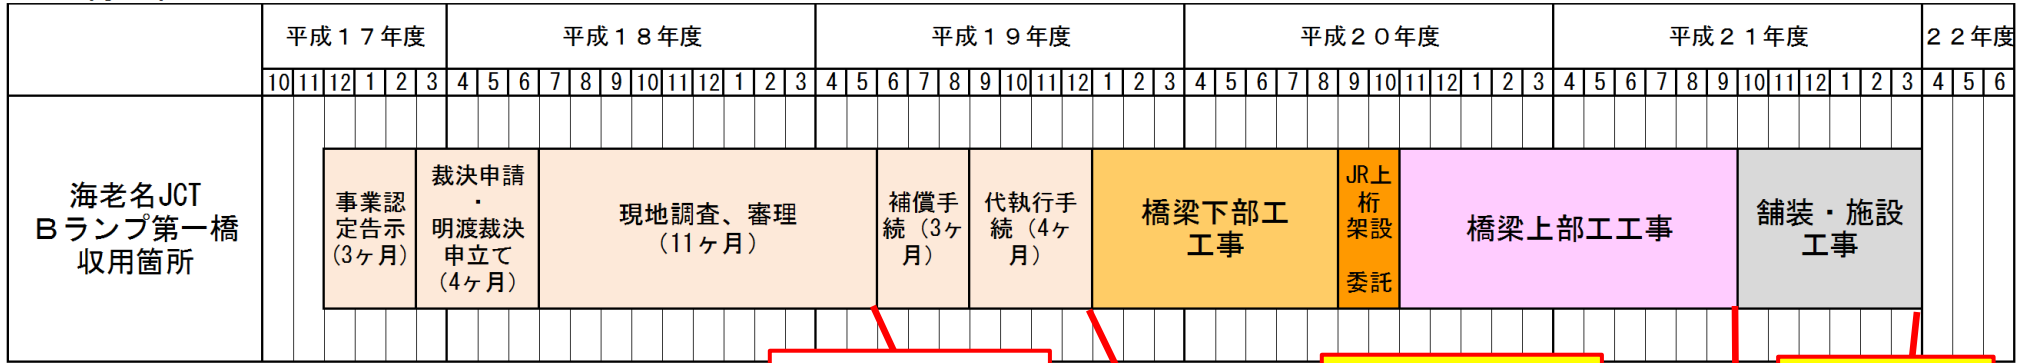 平成１７年度 平成１８年度 平成１９年度 平成２０年度 平成２１年度 ２２年度
10 11 12 1 2 3 4 5 6 7 8 9 10 11 12 1 2 3 4 5 6 7 8 9 10 11 12 1 2 3 4 5 6 7 8 9 10 11 12 1 2 3 4 5 6 7 8 9 10 11 12 1 2 3 4 5 6
海老名JCT
Ｂランプ第一橋
収用箇所
事業認
定告示
(3ヶ月)
裁決申請
・
明渡裁決
申立て
(4ヶ月)
現地調査、審理
(11ヶ月)
補償手
続（3ヶ
月）
代執行手
続（4ヶ
月）
橋梁下部工
工事
JR上
桁
架設
委託
橋梁上部工工事
舗装・施設
工事